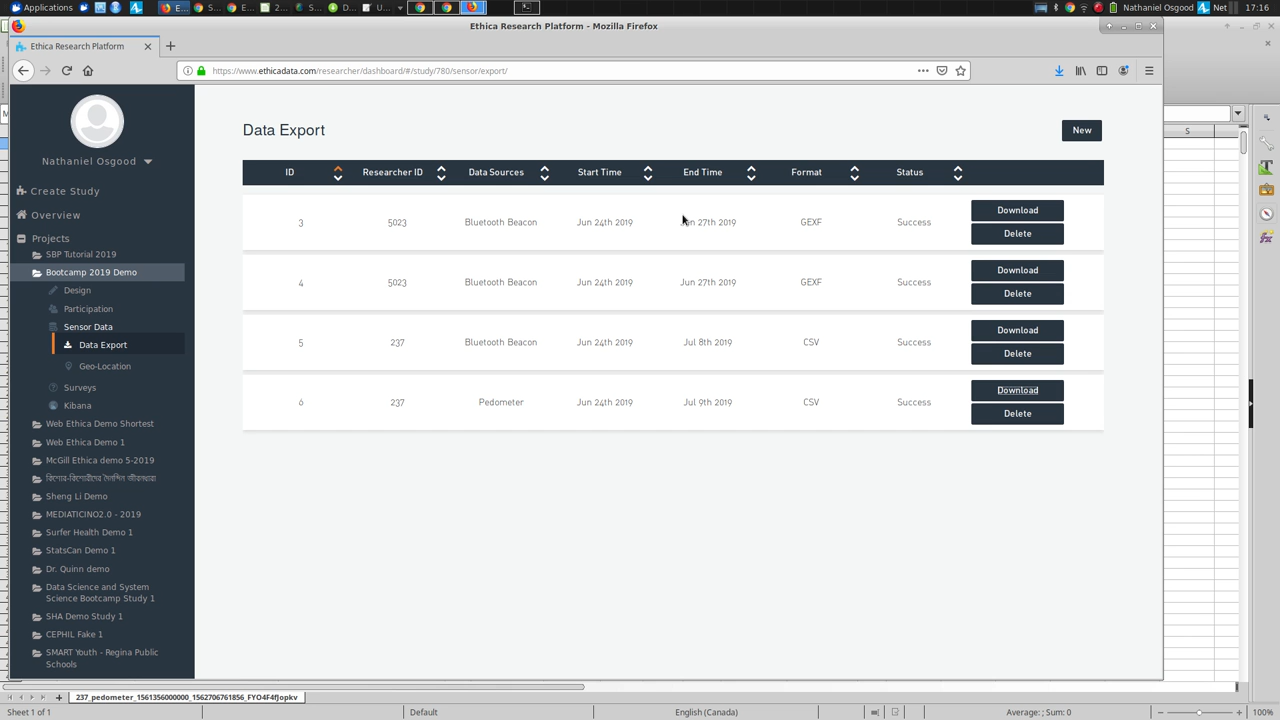 Applications
Nathaniel Osgood
Net
17:16
Ethica Research Platform - Mozilla Firefox
Ethica Research Platform
https://www.ethicadata.com/researcher/dashboard/#/study/780/sensor/export/
Nathaniel Osgood
Create Study
Overview
Projects
SBP Tutorial 2019
Bootcamp 2019 Demo
Design
Participation
Sensor Data
Data Export
Geo-Location
Surveys
Kibana
Web Ethica Demo Shortest
Web Ethica Demo 1
McGill Ethica demo 5-2019
কিশোর-কিশোরীদের দৈনন্দিন জীবনধারা
Sheng Li Demo
MEDIATICINO2.0 - 2019
Surfer Health Demo 1
StatsCan Demo 1
Dr. Quinn demo
Data Science and System
Science Bootcamp Study 1
SHA Demo Study 1
CEPHIL Fake 1
SMART Youth - Regina Public
Schools
Data Export
New
ID Researcher ID Data Sources Start Time End Time Format Status
3 5023 Bluetooth Beacon Jun 24th 2019 Jun 27th 2019 GEXF Success
Download
Delete
4 5023 Bluetooth Beacon Jun 24th 2019 Jun 27th 2019 GEXF Success
Download
Delete
5 237 Bluetooth Beacon Jun 24th 2019 Jul 8th 2019 CSV Success
Download
Delete
6 237 Pedometer Jun 24th 2019 Jul 9th 2019 CSV Success
Download
Delete
S
237_pedometer_1561356000000_1562706761856_FYO4F4fJopkv
Sheet 1 of 1 Default English (Canada) Average: ; Sum: 0 100%